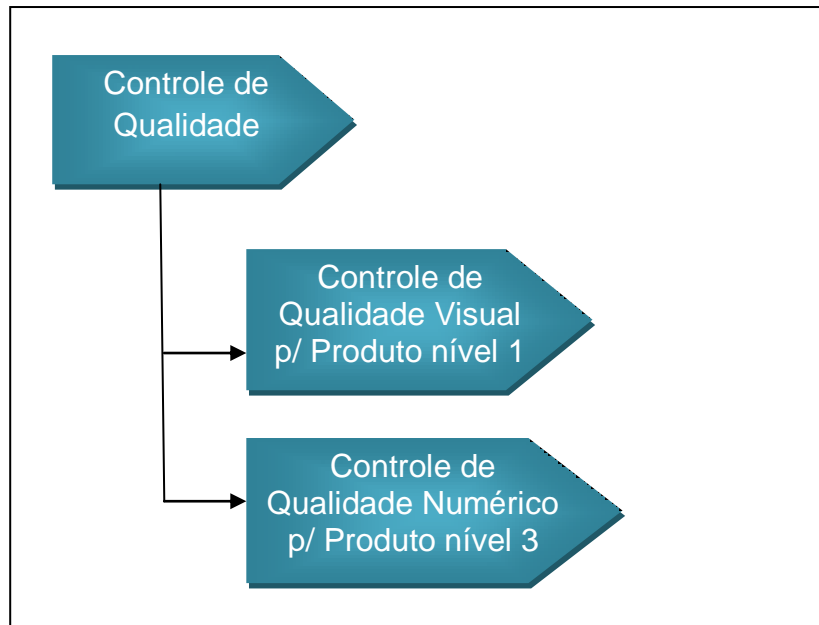 Controle de
Qualidade
Controle de
Qualidade Visual
p/ Produto nível 1
Controle de
Qualidade Numérico
p/ Produto nível 3